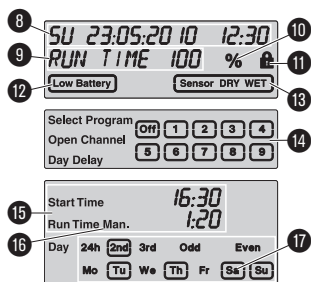 8 SU 23:05:20 10 12:30 10
9 RUN TIME 100 % 11
12 Low Battery Sensor DRY WET 13
Select Program Off 1 2 3 4
Open Channel 14
Day Delay 5 6 7 8 9
15 Start Time 16:30
16 Run Time Man. 1:20
Day 24h 2nd 3rd Odd Even 17
Mo Tu We Th Fr Sa Su